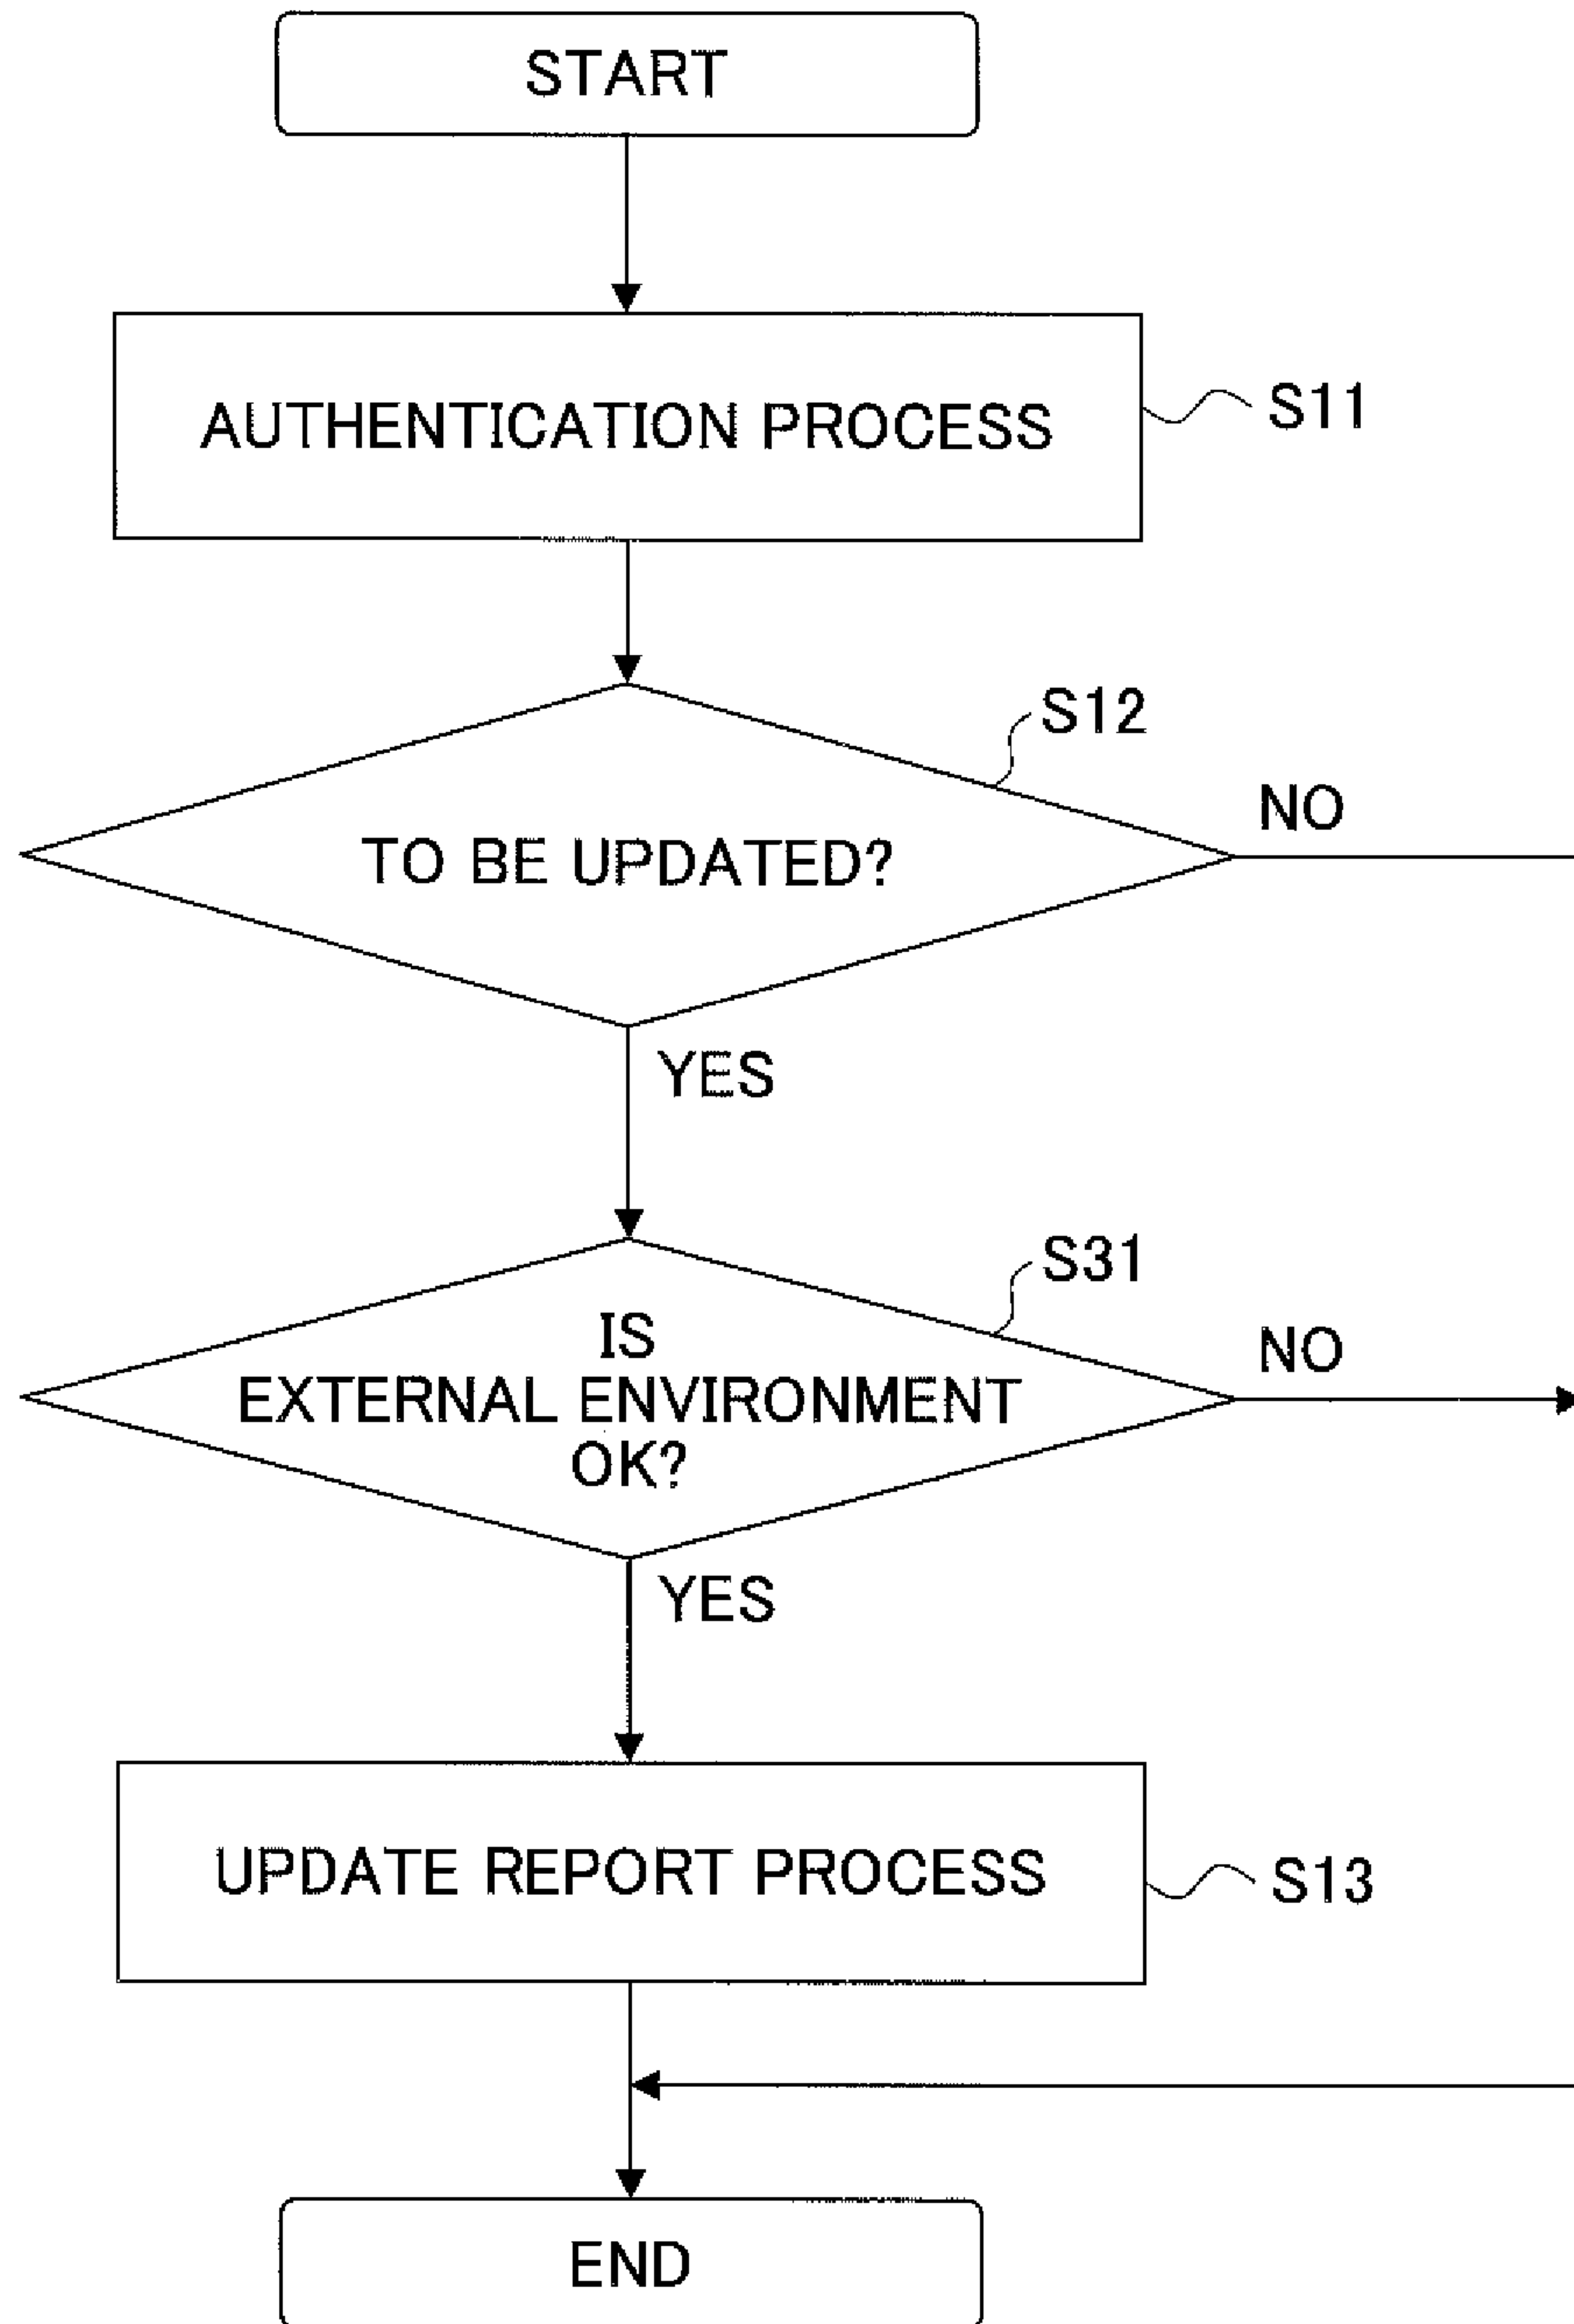 START
AUTHENTICATION PROCESS
S11
S12
NO
TO BE UPDATED?
YES
S31
NO
IS
EXTERNAL ENVIRONMENT
OK?
YES
UPDATE REPORT PROCESS
S13
END